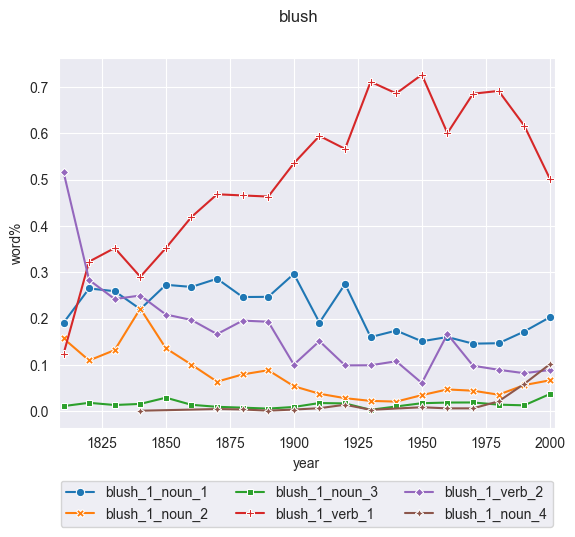 blush
0.7
0.6
0.5
0.4
0.3
0.2
0.1
0.0
word%
1825 1850 1875 1900 1925 1950 1975 2000
year
blush_1_noun_1 blush_1_noun_3 blush_1_verb_2
blush_1_noun_2 blush_1_verb_1 blush_1_noun_4